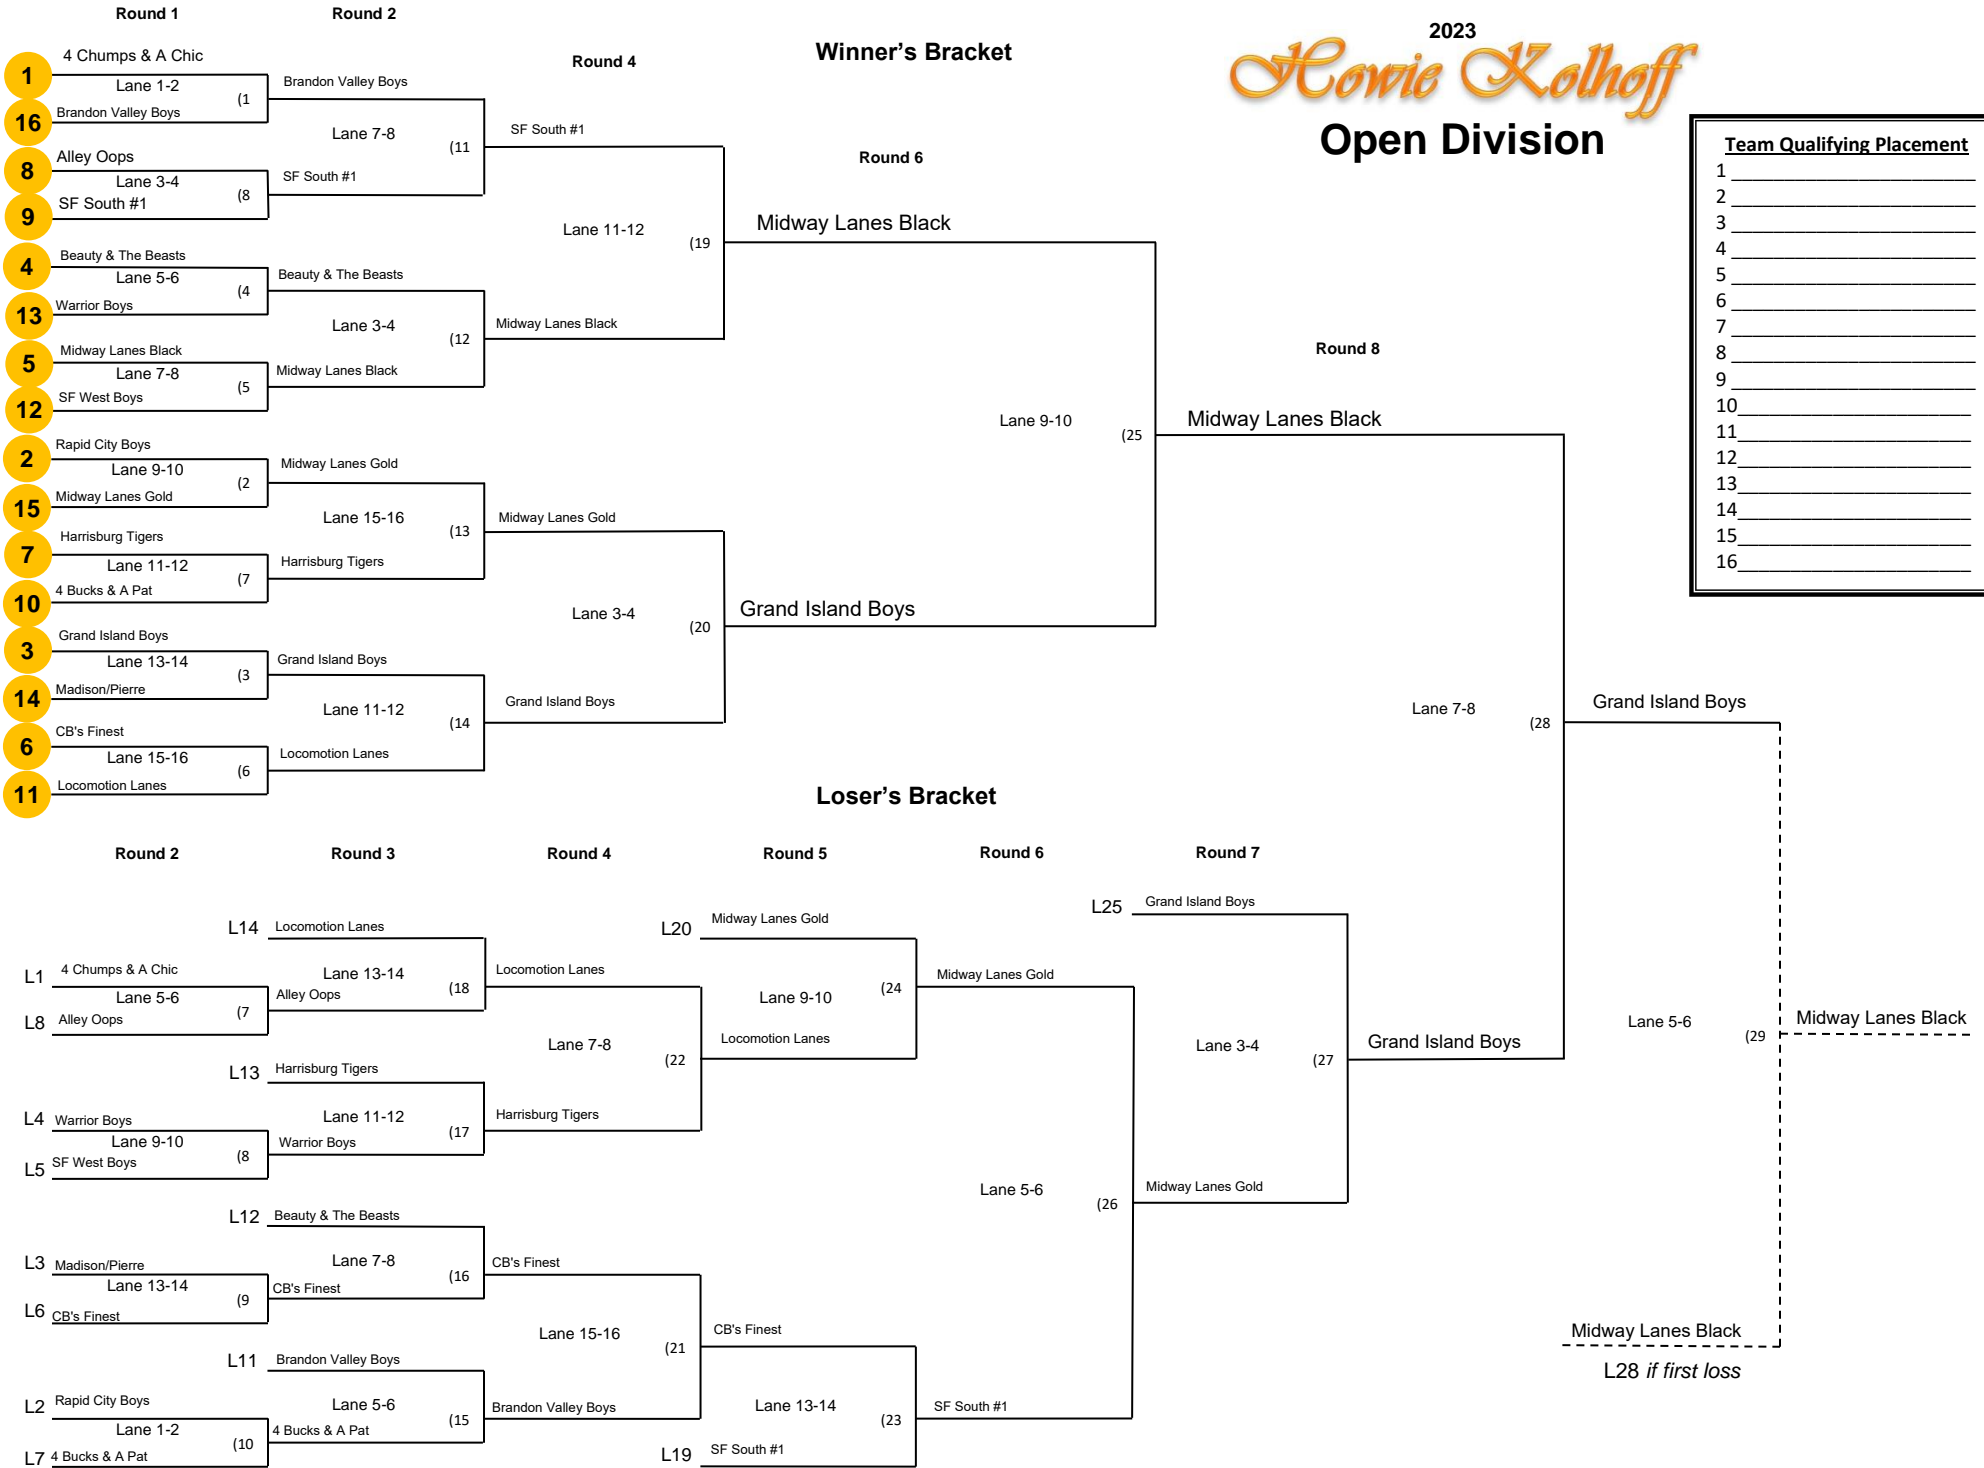 Round 1
Round 2
Round 4
Winner's Bracket
Round 6
Round 8
2023
Howie Kolhoff
Open Division
Team Qualifying Placement
1 ____________________
2 ____________________
3 ____________________
4 ____________________
5 ____________________
6 ____________________
7 ____________________
8 ____________________
9 ____________________
10____________________
11____________________
12____________________
13____________________
14____________________
15____________________
16____________________
1
4 Chumps & A Chic
Lane 1-2
(1
16
Brandon Valley Boys
8
Alley Oops
Lane 3-4
(8
9
SF South #1
4
Beauty & The Beasts
Lane 5-6
(4
13
Warrior Boys
5
Midway Lanes Black
Lane 7-8
(5
12
SF West Boys
2
Rapid City Boys
Lane 9-10
(2
15
Midway Lanes Gold
7
Harrisburg Tigers
Lane 11-12
(7
10
4 Bucks & A Pat
3
Grand Island Boys
Lane 13-14
(3
14
Madison/Pierre
6
CB's Finest
Lane 15-16
(6
11
Locomotion Lanes
Brandon Valley Boys
Lane 7-8
(11
SF South #1
Beauty & The Beasts
Lane 3-4
(12
Midway Lanes Black
Midway Lanes Gold
Lane 15-16
(13
Harrisburg Tigers
Grand Island Boys
Lane 11-12
(14
Locomotion Lanes
SF South #1
Lane 11-12
(19
Midway Lanes Black
Midway Lanes Gold
Lane 3-4
(20
Grand Island Boys
Midway Lanes Black
Lane 9-10
(25
Grand Island Boys
Midway Lanes Black
Lane 7-8
(28
Grand Island Boys
Lane 5-6
(29
Midway Lanes Black
Midway Lanes Black
L28 if first loss
Loser's Bracket
Round 2
Round 3
Round 4
Round 5
Round 6
Round 7
L1
4 Chumps & A Chic
Lane 5-6
(7
L8
Alley Oops
L4
Warrior Boys
Lane 9-10
(8
L5
SF West Boys
L3
Madison/Pierre
Lane 13-14
(9
L6
CB's Finest
L2
Rapid City Boys
Lane 1-2
(10
L7
4 Bucks & A Pat
L14
Locomotion Lanes
Lane 13-14
(18
Alley Oops
L13
Harrisburg Tigers
Lane 11-12
(17
Warrior Boys
L12
Beauty & The Beasts
Lane 7-8
(16
CB's Finest
L11
Brandon Valley Boys
Lane 5-6
(15
4 Bucks & A Pat
Locomotion Lanes
Lane 7-8
(22
Harrisburg Tigers
CB's Finest
Lane 15-16
(21
Brandon Valley Boys
L20
Midway Lanes Gold
Lane 9-10
(24
Locomotion Lanes
CB's Finest
Lane 13-14
(23
L19
SF South #1
Midway Lanes Gold
Lane 5-6
(26
SF South #1
L25
Grand Island Boys
Lane 3-4
(27
Midway Lanes Gold
Grand Island Boys